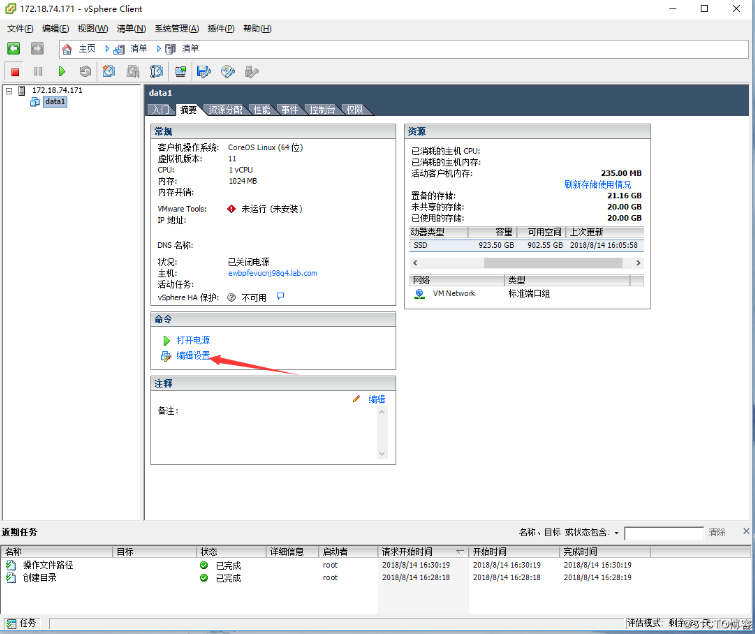 172.18.74.171 - vSphere Client
文件(F) 编辑(E) 视图(W) 清单(N) 系统管理(A) 插件(P) 帮助(H)
主页 清单 清单
172.18.74.171
data1
data1
入门 摘要 资源分配 性能 事件 控制台 权限
常规
客户机操作系统: CoreOS Linux (64 位)
虚拟机版本: 11
CPU: 1 vCPU
内存: 1024 MB
内存开销:
VMware Tools: 未运行 (未安装)
IP 地址:
DNS 名称:
状况: 已关闭电源
主机: ewbpfevucnj98q4.lab.com
活动任务:
vSphere HA 保护: 不可用
命令
打开电源
编辑设置
注释
编辑
备注:
资源
已消耗的主机 CPU:
已消耗的主机内存:
活动客户机内存: 235.00 MB
刷新存储使用情况
置备的存储: 21.16 GB
未共享的存储: 20.00 GB
已使用的存储: 20.00 GB
动器类型 容量 可用空间 上次更新
SSD 923.50 GB 902.55 GB 2018/8/14 16:05:58
网络 类型
VM Network 标准端口组
近期任务
名称、目标 或状态包含: 清除
名称 目标 状态 详细信息 启动者 请求开始时间 开始时间 完成时间
操作文件路径 已完成 root 2018/8/14 16:30:19 2018/8/14 16:30:19 2018/8/14 16:30:19
创建目录 已完成 root 2018/8/14 16:28:18 2018/8/14 16:28:18 2018/8/14 16:28:19
任务
评估模式: 剩余
@51CTO博客